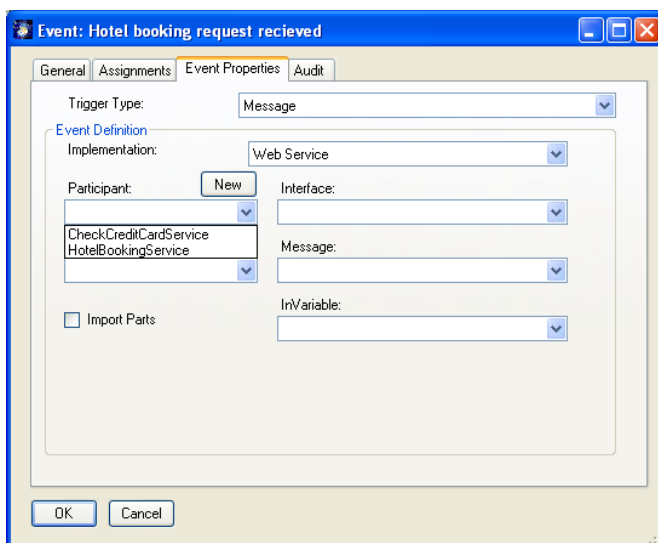 Event: Hotel booking request recieved
General Assignments Event Properties Audit
Trigger Type: Message
Event Definition
Implementation: Web Service
Participant: New Interface:
CheckCreditCardService
HotelBookingService
Message:
Import Parts
InVariable:
OK Cancel